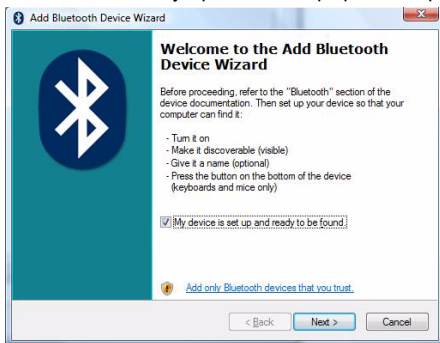 Add Bluetooth Device Wizard
Welcome to the Add Bluetooth
Device Wizard
Before proceeding, refer to the "Bluetooth" section of the
device documentation. Then set up your device so that your
computer can find it:
- Turn it on
- Make it discoverable (visible)
- Give it a name (optional)
- Press the button on the bottom of the device
(keyboards and mice only)
My device is set up and ready to be found.
Add only Bluetooth devices that you trust.
< Back Next > Cancel